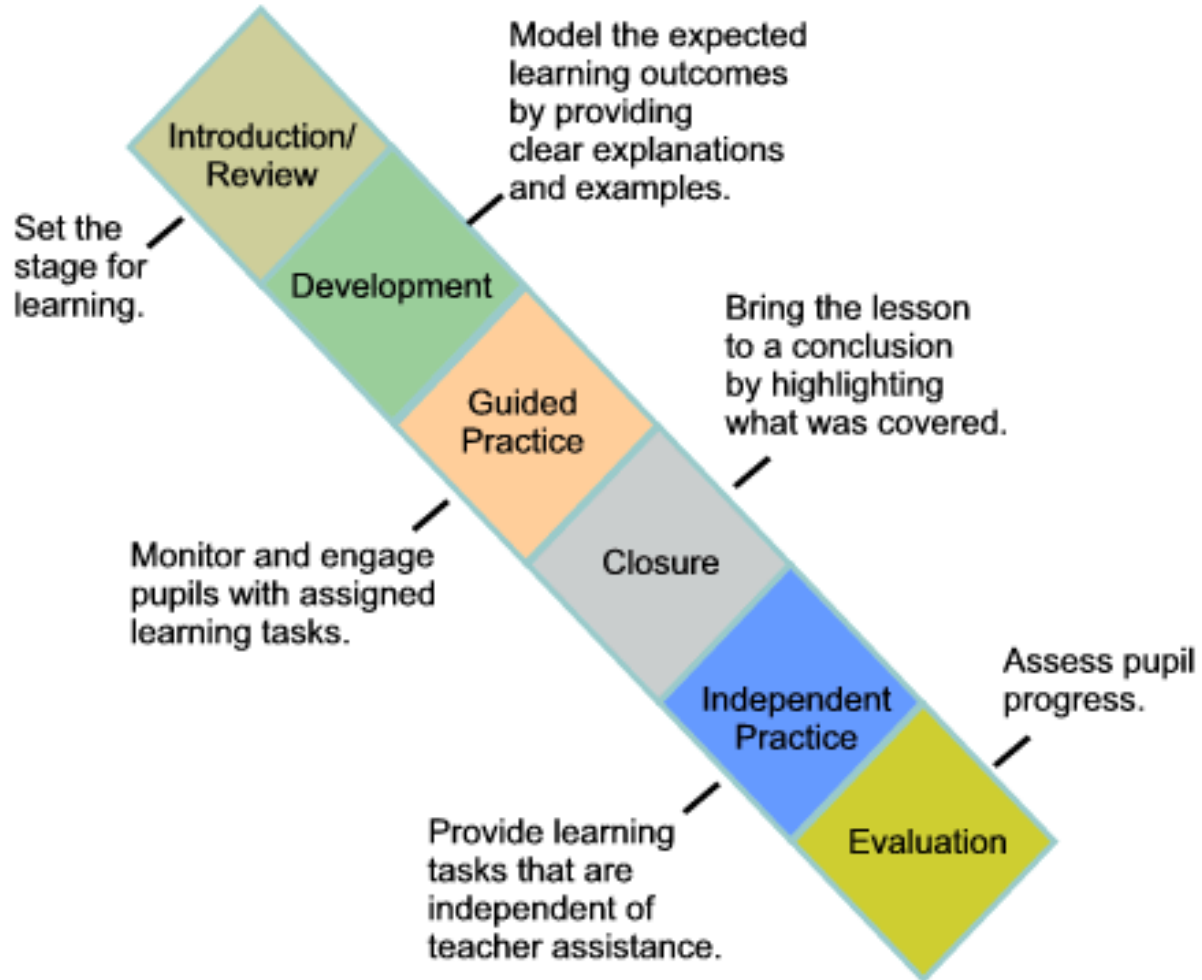 Introduction/
Review
Set the
stage for
learning.
Model the expected
learning outcomes
by providing
clear explanations
and examples.
Development
Guided
Practice
Monitor and engage
pupils with assigned
learning tasks.
Bring the lesson
to a conclusion
by highlighting
what was covered.
Closure
Independent
Practice
Provide learning
tasks that are
independent of
teacher assistance.
Assess pupil
progress.
Evaluation